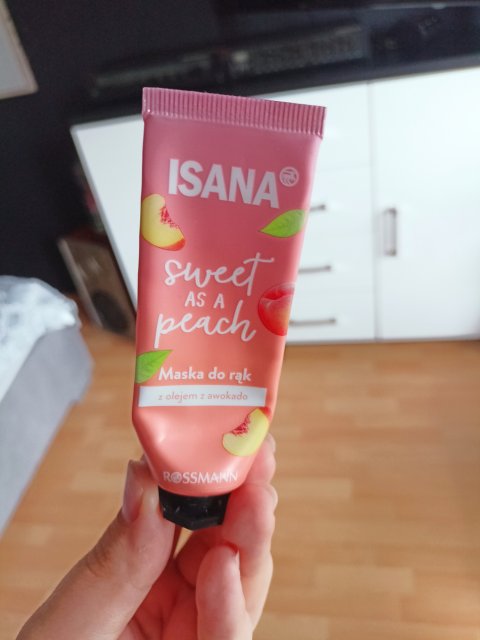 ISANA
sweet
AS A
peach
Maska do rąk
z olejem z awokado
ROSSMANN